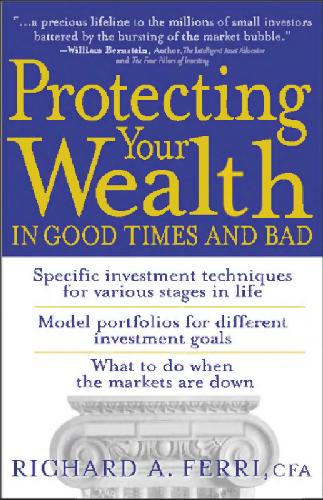 "...a precious lifeline to the millions of small investors
battered by the bursting of the market bubble."
—William Bernstein, Author, The Intelligent Asset Allocator
and The Four Pillars of Investing
Protecting
Your
Wealth
IN GOOD TIMES AND BAD
Specific investment techniques
for various stages in life
Model portfolios for different
investment goals
What to do when
the markets are down
RICHARD A. FERRI, CFA